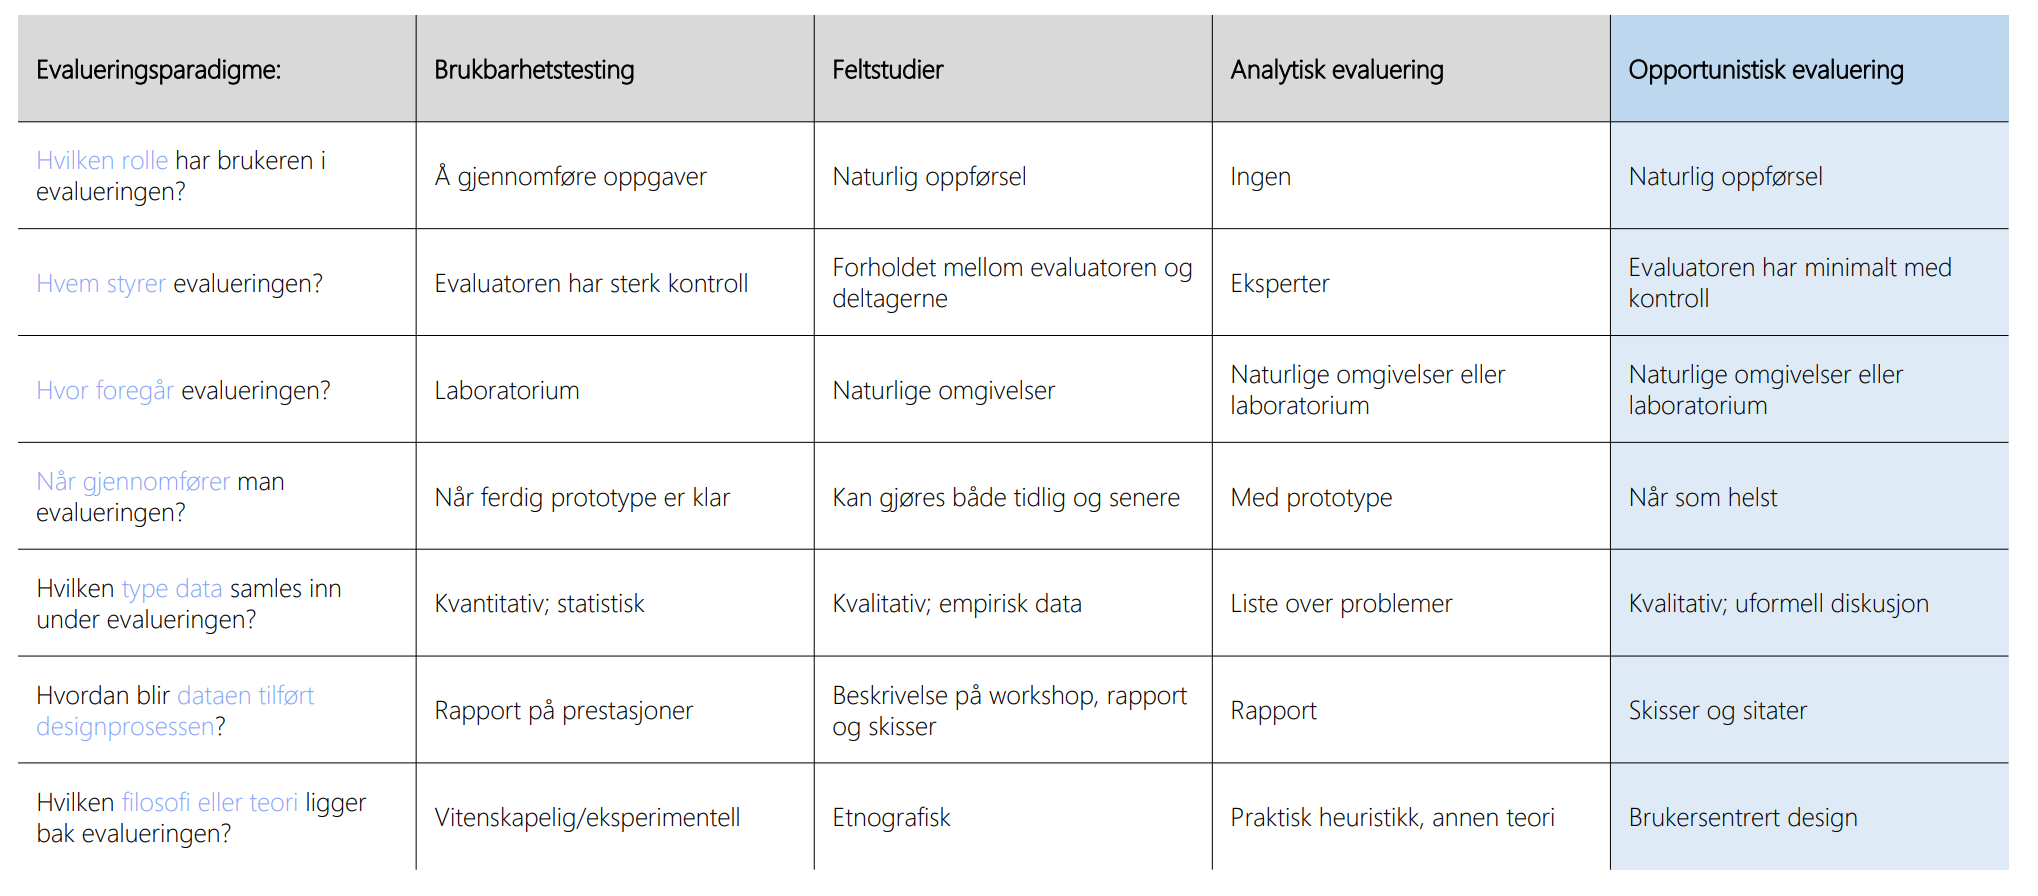 Evalueringsparadigme:
Brukbarhetstesting
Feltstudier
Analytisk evaluering
Opportunistisk evaluering
Hvilken rolle har brukeren i
evalueringen?
Å gjennomføre oppgaver
Naturlig oppførsel
Ingen
Naturlig oppførsel
Hvem styrer evalueringen?
Evaluatoren har sterk kontroll
Forholdet mellom evaluatoren og
deltagerne
Eksperter
Evaluatoren har minimalt med
kontroll
Hvor foregår evalueringen?
Laboratorium
Naturlige omgivelser
Naturlige omgivelser eller
laboratorium
Naturlige omgivelser eller
laboratorium
Når gjennomfører man
evalueringen?
Når ferdig prototype er klar
Kan gjøres både tidlig og senere
Med prototype
Når som helst
Hvilken type data samles inn
under evalueringen?
Kvantitativ; statistisk
Kvalitativ; empirisk data
Liste over problemer
Kvalitativ; uformell diskusjon
Hvordan blir dataen tilført
designprosessen?
Rapport på prestasjoner
Beskrivelse på workshop, rapport
og skisser
Rapport
Skisser og sitater
Hvilken filosofi eller teori ligger
bak evalueringen?
Vitenskapelig/eksperimentell
Etnografisk
Praktisk heuristikk, annen teori
Brukersentrert design